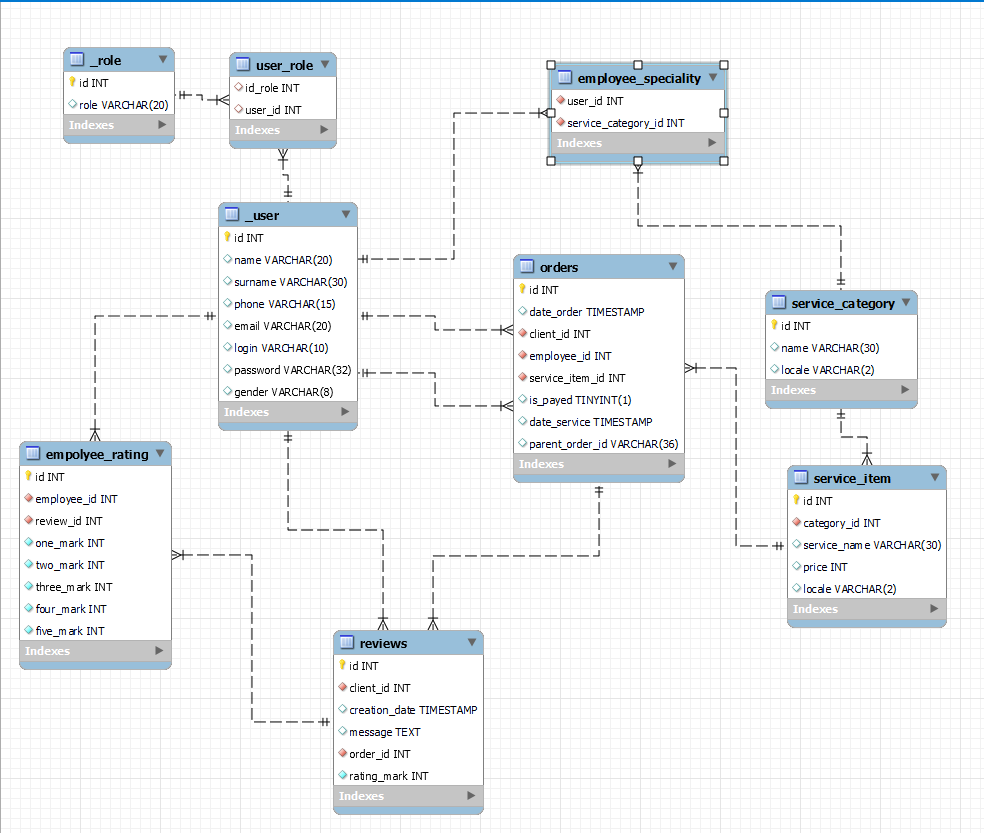 _role
id INT
role VARCHAR(20)
Indexes
user_role
id_role INT
user_id INT
Indexes
employee_speciality
user_id INT
service_category_id INT
Indexes
_user
id INT
name VARCHAR(20)
surname VARCHAR(30)
phone VARCHAR(15)
email VARCHAR(20)
login VARCHAR(10)
password VARCHAR(32)
gender VARCHAR(8)
Indexes
orders
id INT
date_order TIMESTAMP
client_id INT
employee_id INT
service_item_id INT
is_payed TINYINT(1)
date_service TIMESTAMP
parent_order_id VARCHAR(36)
Indexes
service_category
id INT
name VARCHAR(30)
locale VARCHAR(2)
Indexes
empolyee_rating
id INT
employee_id INT
review_id INT
one_mark INT
two_mark INT
three_mark INT
four_mark INT
five_mark INT
Indexes
service_item
id INT
category_id INT
service_name VARCHAR(30)
price INT
locale VARCHAR(2)
Indexes
reviews
id INT
client_id INT
creation_date TIMESTAMP
message TEXT
order_id INT
rating_mark INT
Indexes